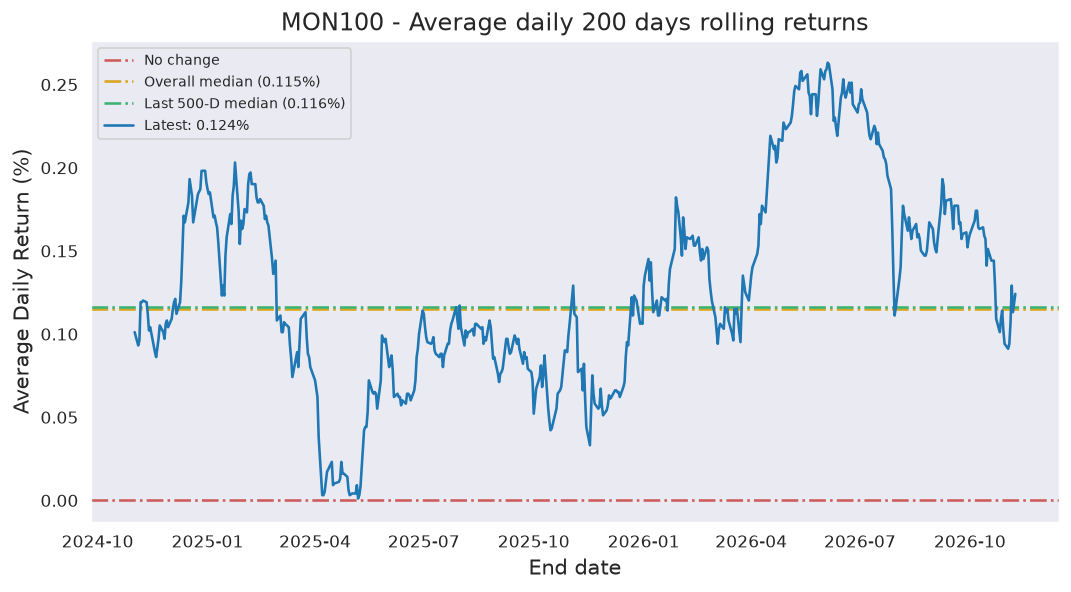 MON100 - Average daily 200 days rolling returns
No change
Overall median (0.115%)
Last 500-D median (0.116%)
Latest: 0.124%
Average Daily Return (%)
0.25
0.20
0.15
0.10
0.05
0.00
2024-10 2025-01 2025-04 2025-07 2025-10 2026-01 2026-04 2026-07 2026-10
End date